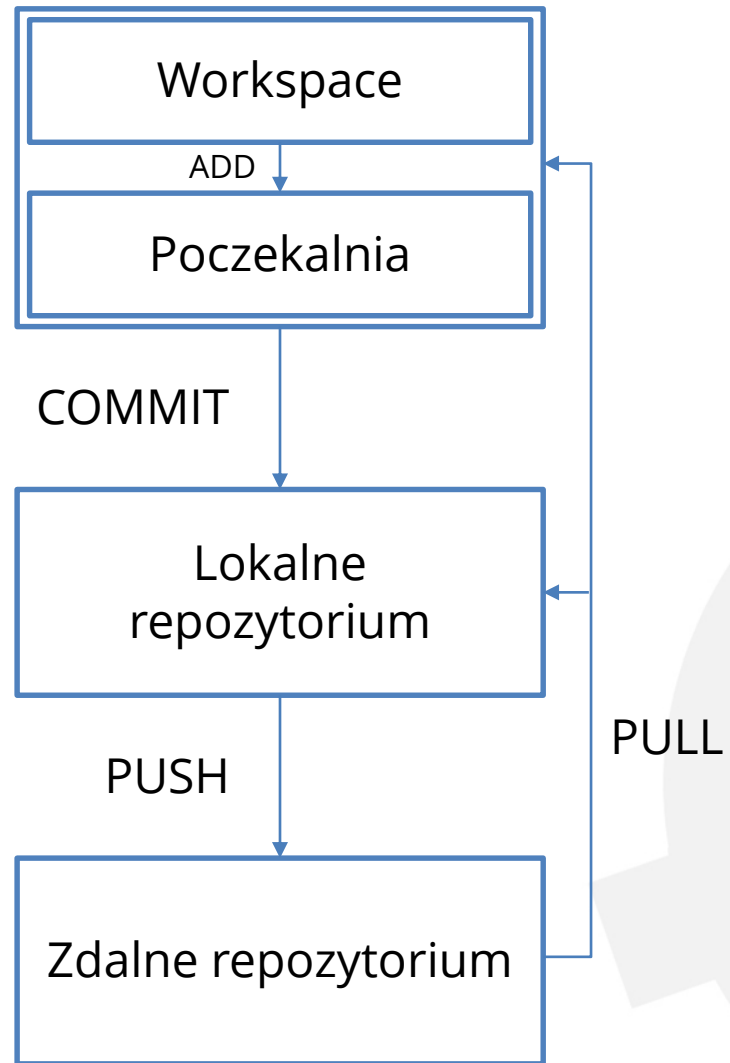 Workspace
ADD
Poczekalnia
COMMIT
Lokalne
repozytorium
PULL
PUSH
Zdalne repozytorium